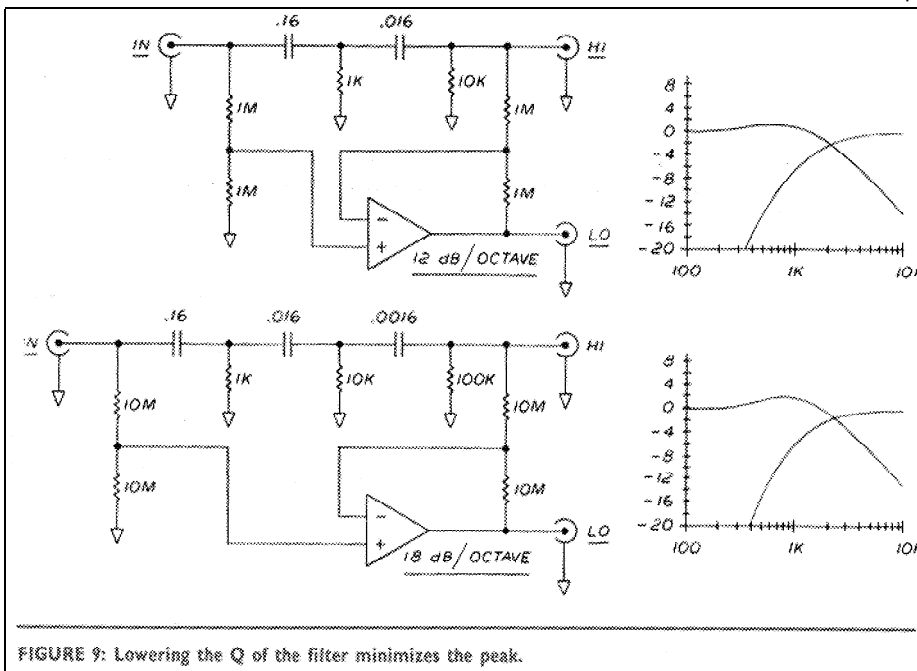 .16 .016
IN HI
1K 10K
1M 1M
1M 1M
−
+
LO
12 dB/OCTAVE
8
4
0
-4
-8
-12
-16
-20
100 1K 10K
.16 .016 .0016
IN HI
1K 10K 100K
10M 10M
10M 10M
−
+
LO
18 dB/OCTAVE
8
4
0
-4
-8
-12
-16
-20
100 1K 10K
FIGURE 9: Lowering the Q of the filter minimizes the peak.